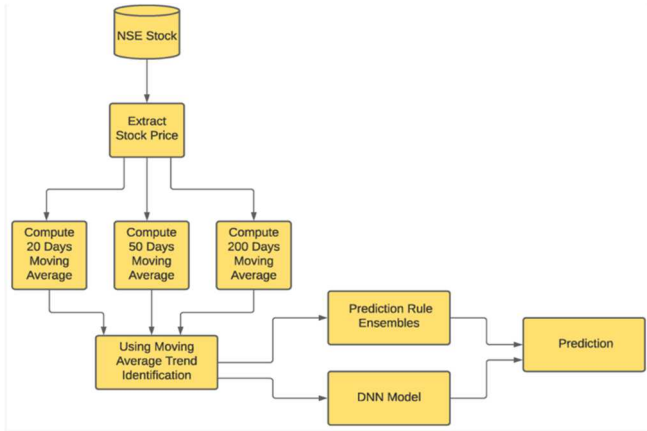 NSE Stock
Extract
Stock Price
Compute
20 Days
Moving
Average
Compute
50 Days
Moving
Average
Compute
200 Days
Moving
Average
Using Moving
Average Trend
Identification
Prediction Rule
Ensembles
DNN Model
Prediction